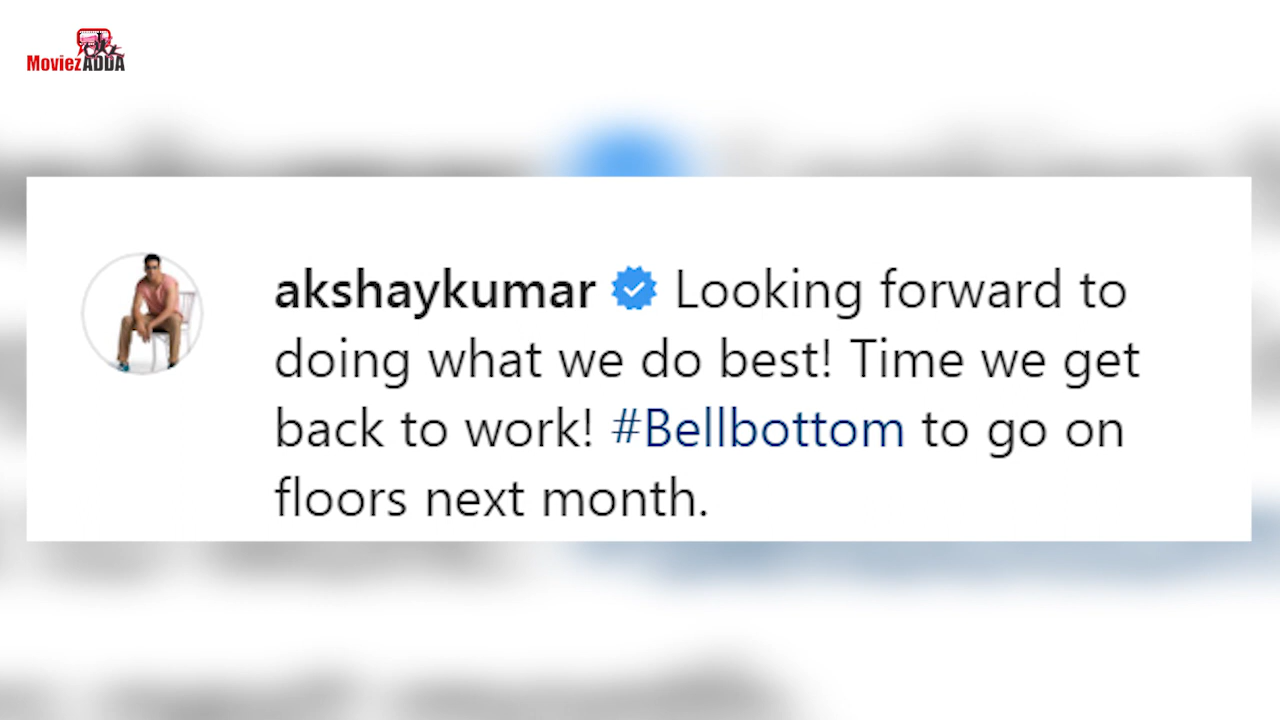 MoviezADDA
akshaykumar Looking forward to
doing what we do best! Time we get
back to work! #Bellbottom to go on
floors next month.